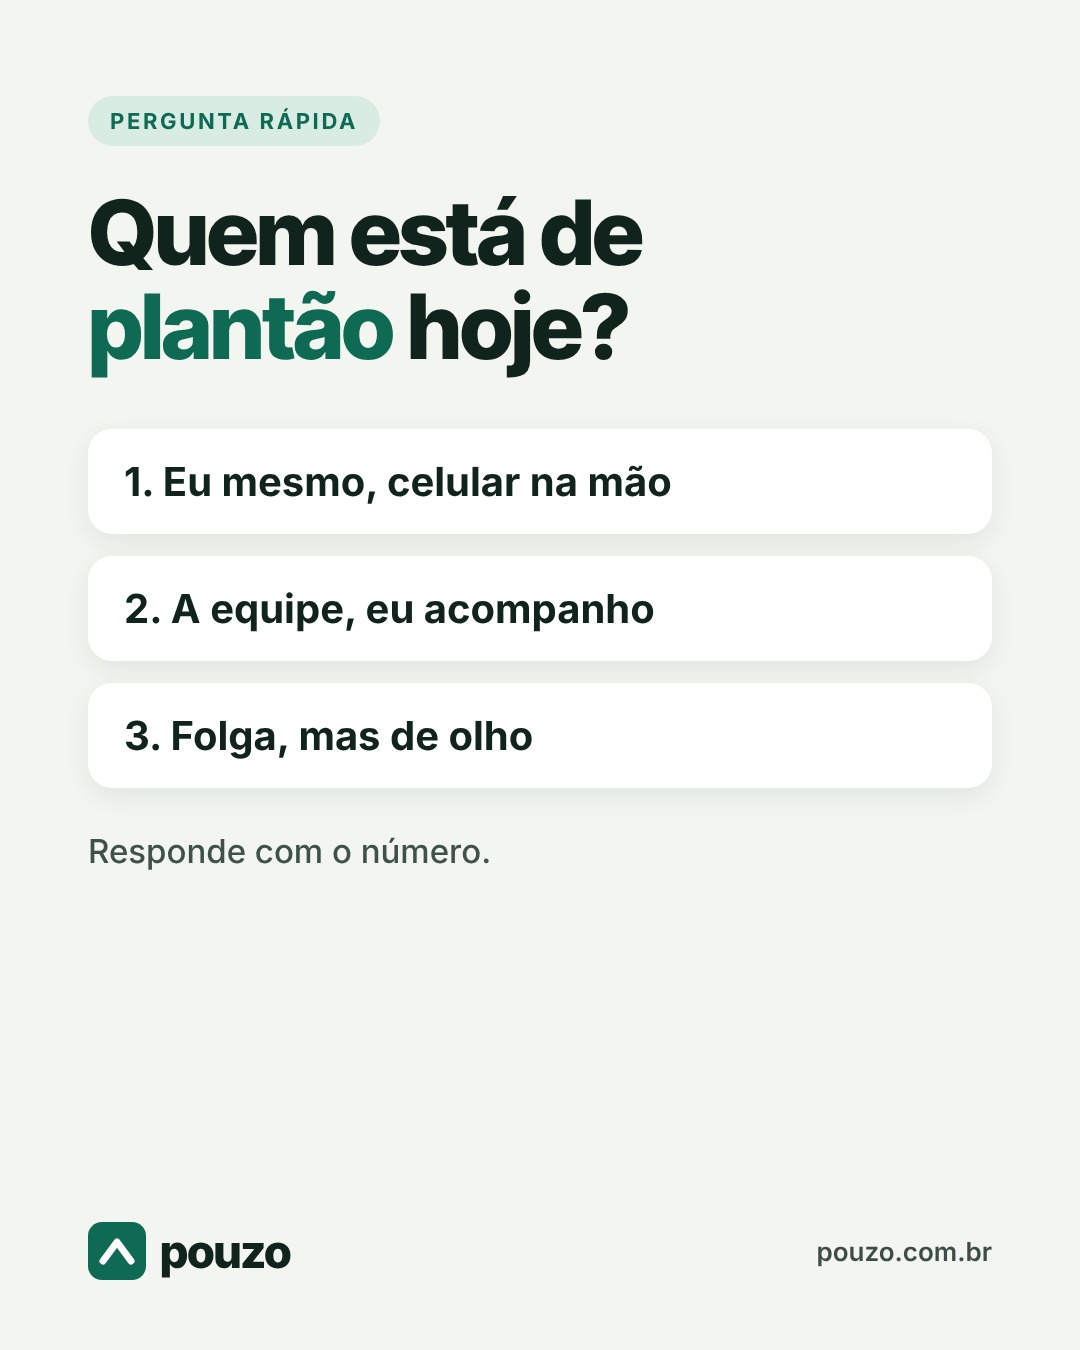 PERGUNTA RÁPIDA
Quem está de
plantão hoje?
1. Eu mesmo, celular na mão
2. A equipe, eu acompanho
3. Folga, mas de olho
Responde com o número.
pouzo
pouzo.com.br